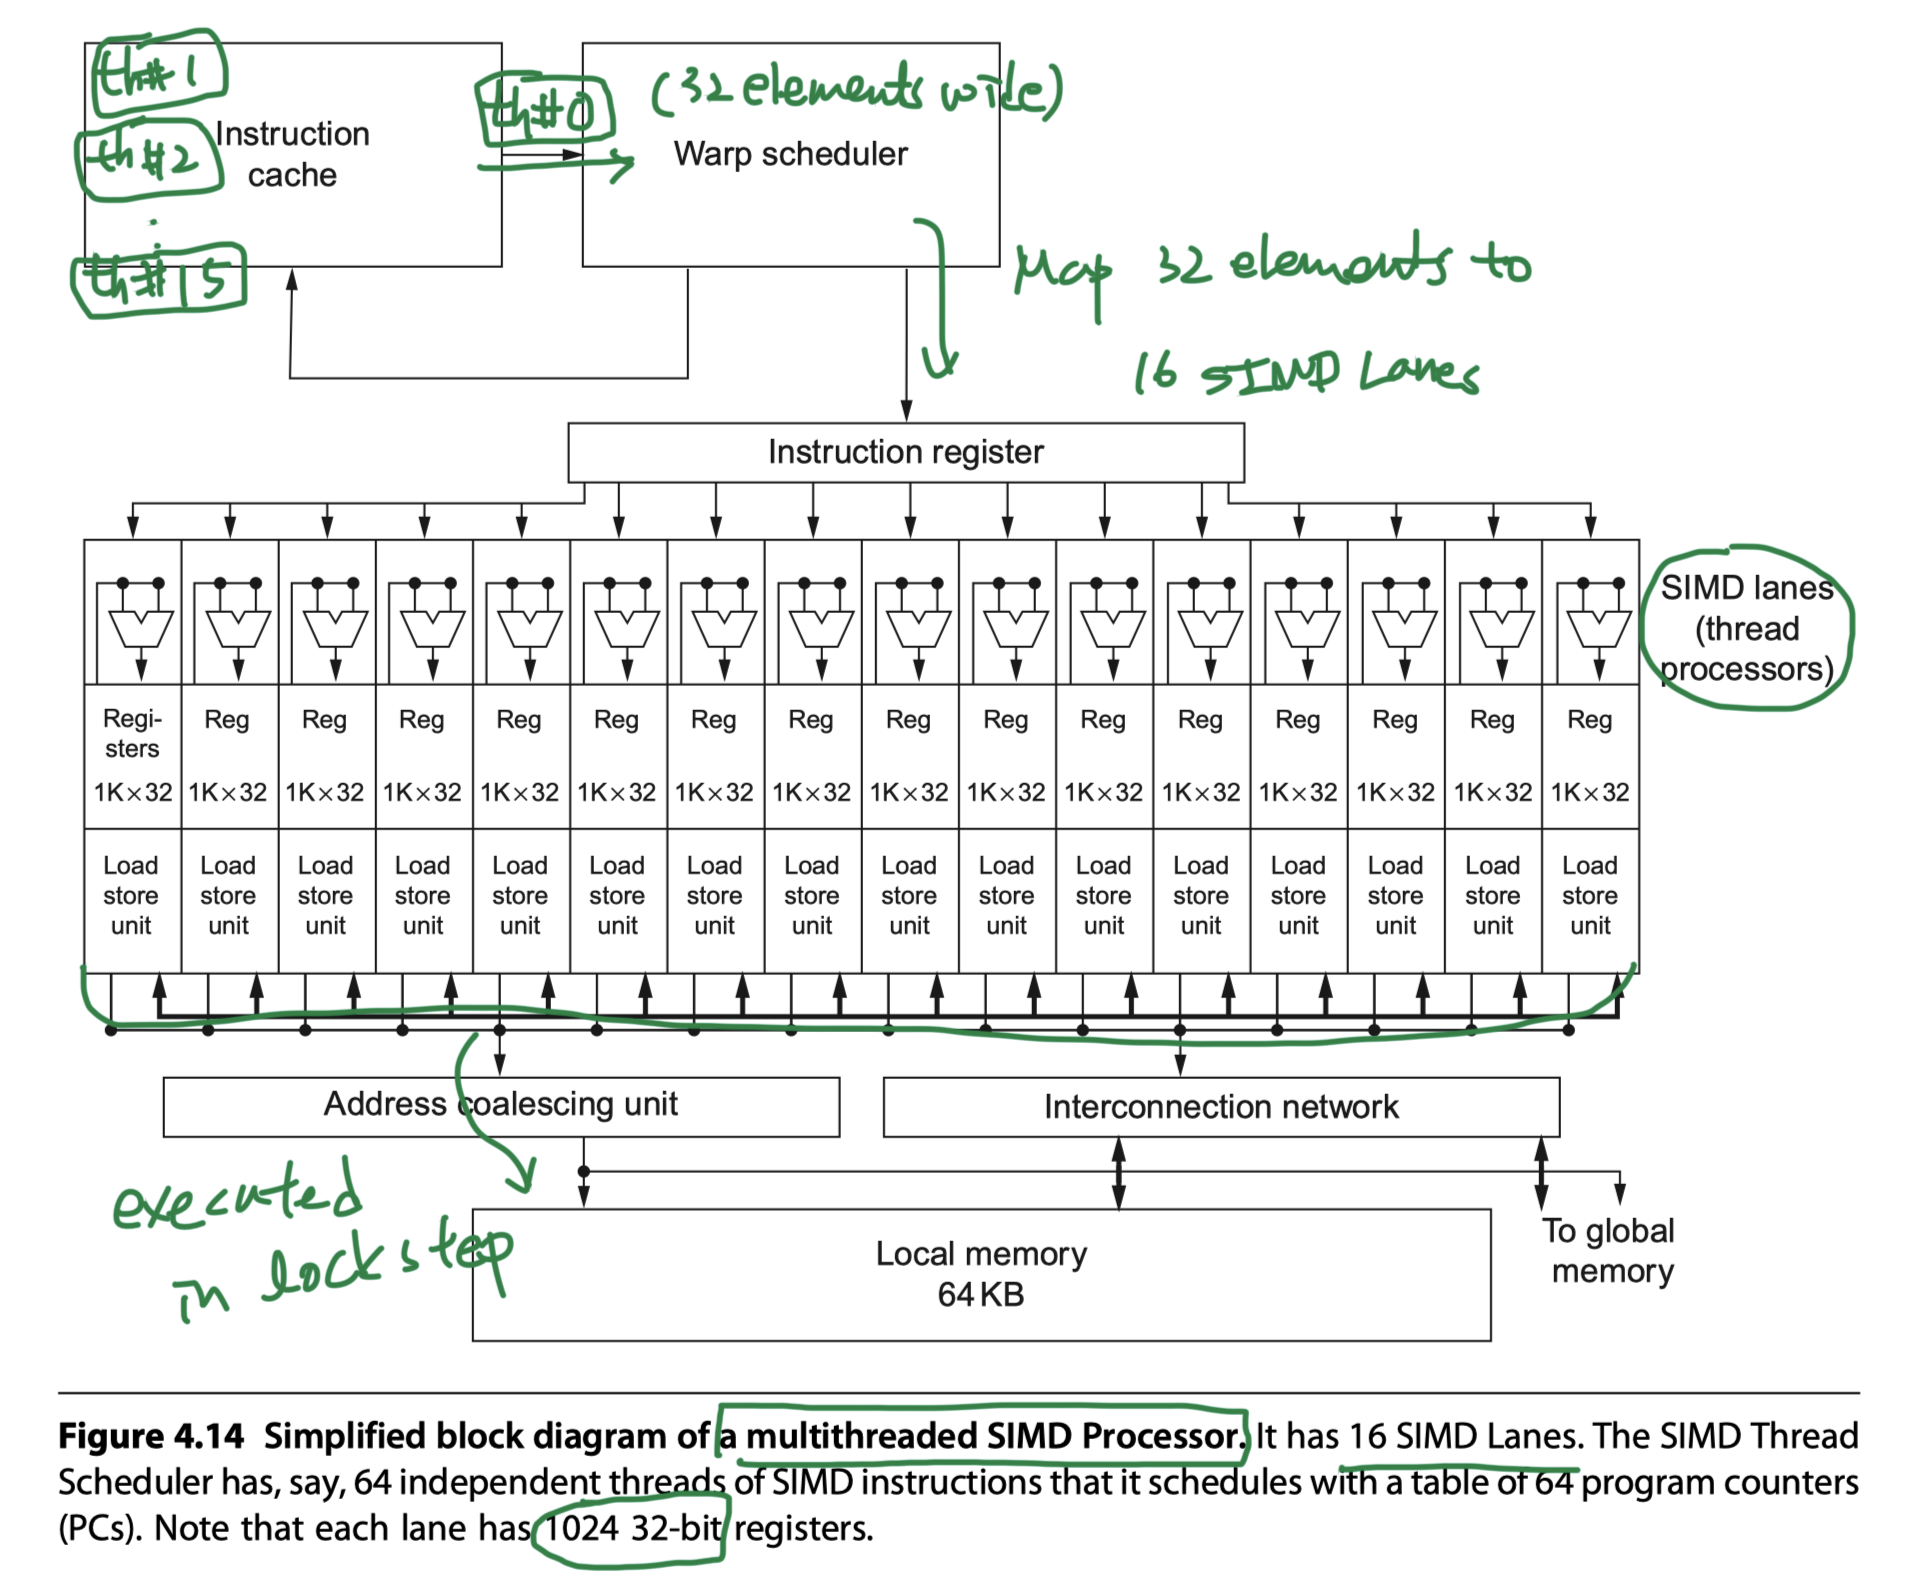 th#1
th#0
(32 elements wide)
th#2
Instruction
cache
Warp scheduler
th#15
Map 32 elements to
16 SIMD Lanes
Instruction register
SIMD lanes
(thread
processors)
Regi-
sters Reg Reg Reg Reg Reg Reg Reg Reg Reg Reg Reg Reg Reg Reg Reg
1K×32 1K×32 1K×32 1K×32 1K×32 1K×32 1K×32 1K×32 1K×32 1K×32 1K×32 1K×32 1K×32 1K×32 1K×32 1K×32
Load Load Load Load Load Load Load Load Load Load Load Load Load Load Load Load
store store store store store store store store store store store store store store store store
unit unit unit unit unit unit unit unit unit unit unit unit unit unit unit unit
Address coalescing unit
Interconnection network
executed
in lock step
Local memory
64 KB
To global
memory
Figure 4.14 Simplified block diagram of a multithreaded SIMD Processor. It has 16 SIMD Lanes. The SIMD Thread
Scheduler has, say, 64 independent threads of SIMD instructions that it schedules with a table of 64 program counters
(PCs). Note that each lane has 1024 32-bit registers.